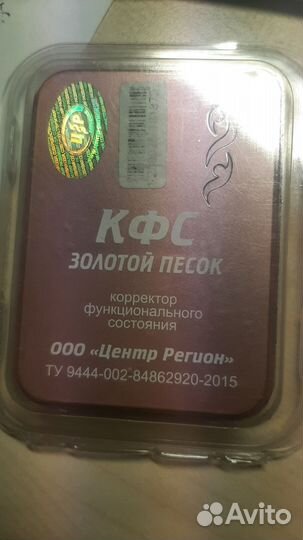 КФС
ЗОЛОТОЙ ПЕСОК
корректор
функционального
состояния
ООО «Центр Регион»
ТУ 9444-002-84862920-2015
Avito